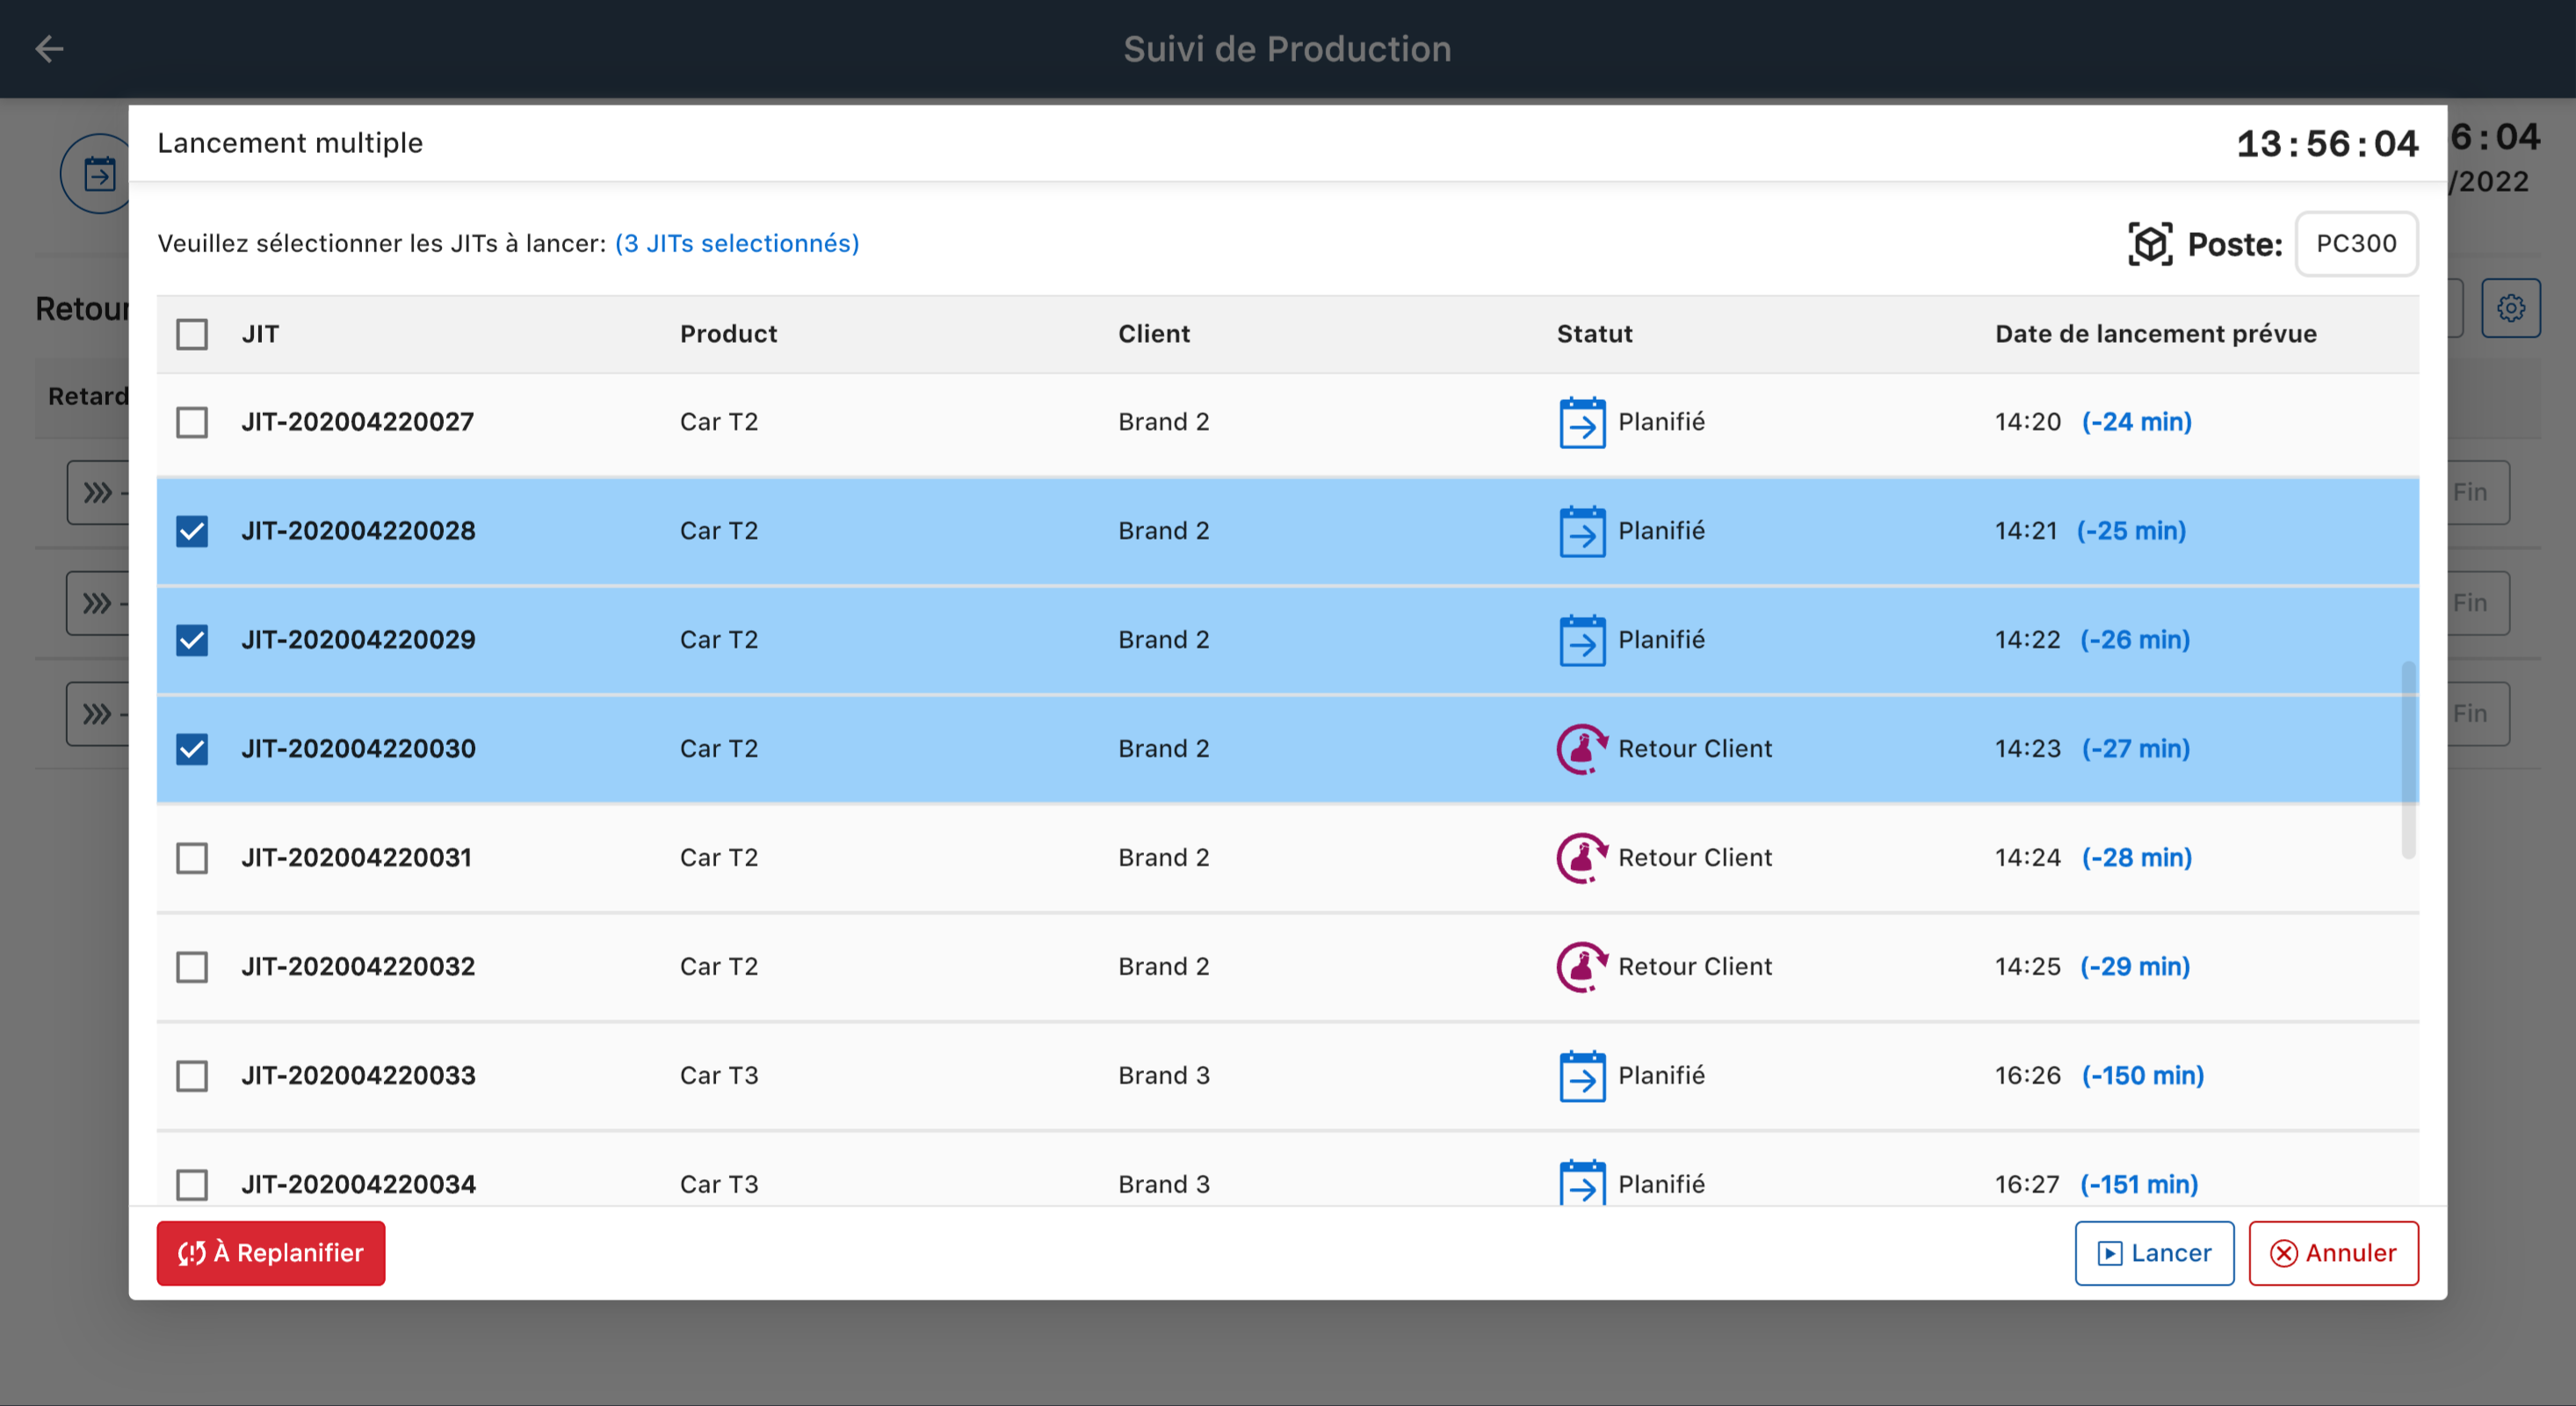 Suivi de Production
Lancement multiple
13:56:04
6:04
/2022
Veuillez sélectionner les JITs à lancer: (3 JITs selectionnés)
Poste: PC300
Retour
Retard
JIT Product Client Statut Date de lancement prévue
JIT-202004220027 Car T2 Brand 2 Planifié 14:20 (-24 min)
JIT-202004220028 Car T2 Brand 2 Planifié 14:21 (-25 min)
Fin
JIT-202004220029 Car T2 Brand 2 Planifié 14:22 (-26 min)
Fin
JIT-202004220030 Car T2 Brand 2 Retour Client 14:23 (-27 min)
Fin
JIT-202004220031 Car T2 Brand 2 Retour Client 14:24 (-28 min)
JIT-202004220032 Car T2 Brand 2 Retour Client 14:25 (-29 min)
JIT-202004220033 Car T3 Brand 3 Planifié 16:26 (-150 min)
JIT-202004220034 Car T3 Brand 3 Planifié 16:27 (-151 min)
À Replanifier
Lancer
Annuler